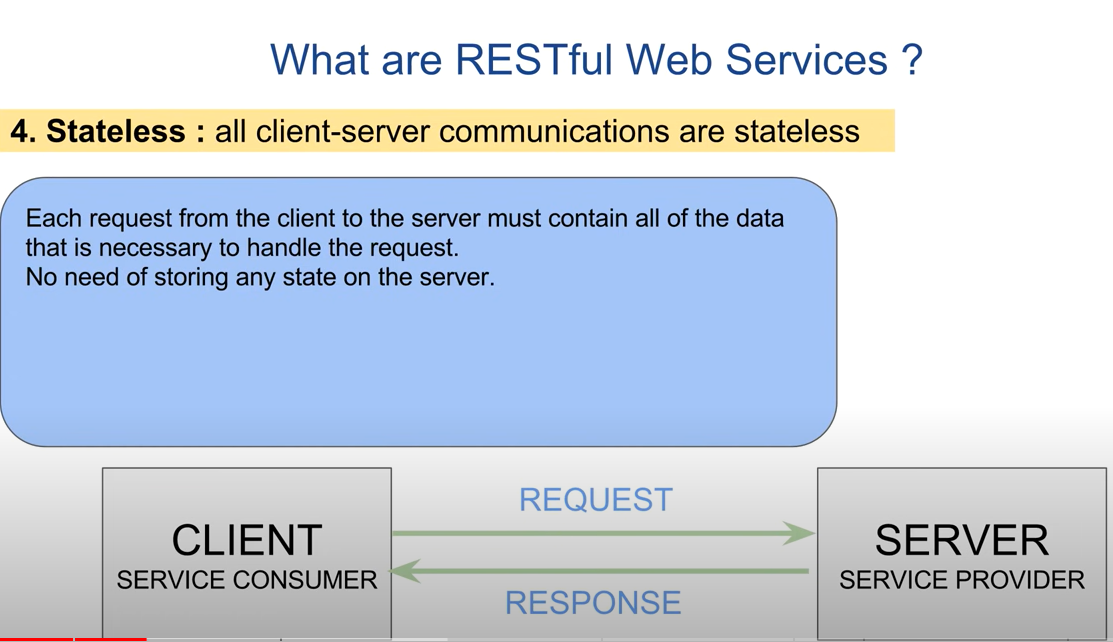 What are RESTful Web Services ?
4. Stateless : all client-server communications are stateless
Each request from the client to the server must contain all of the data
that is necessary to handle the request.
No need of storing any state on the server.
REQUEST
CLIENT
SERVICE CONSUMER
SERVER
SERVICE PROVIDER
RESPONSE